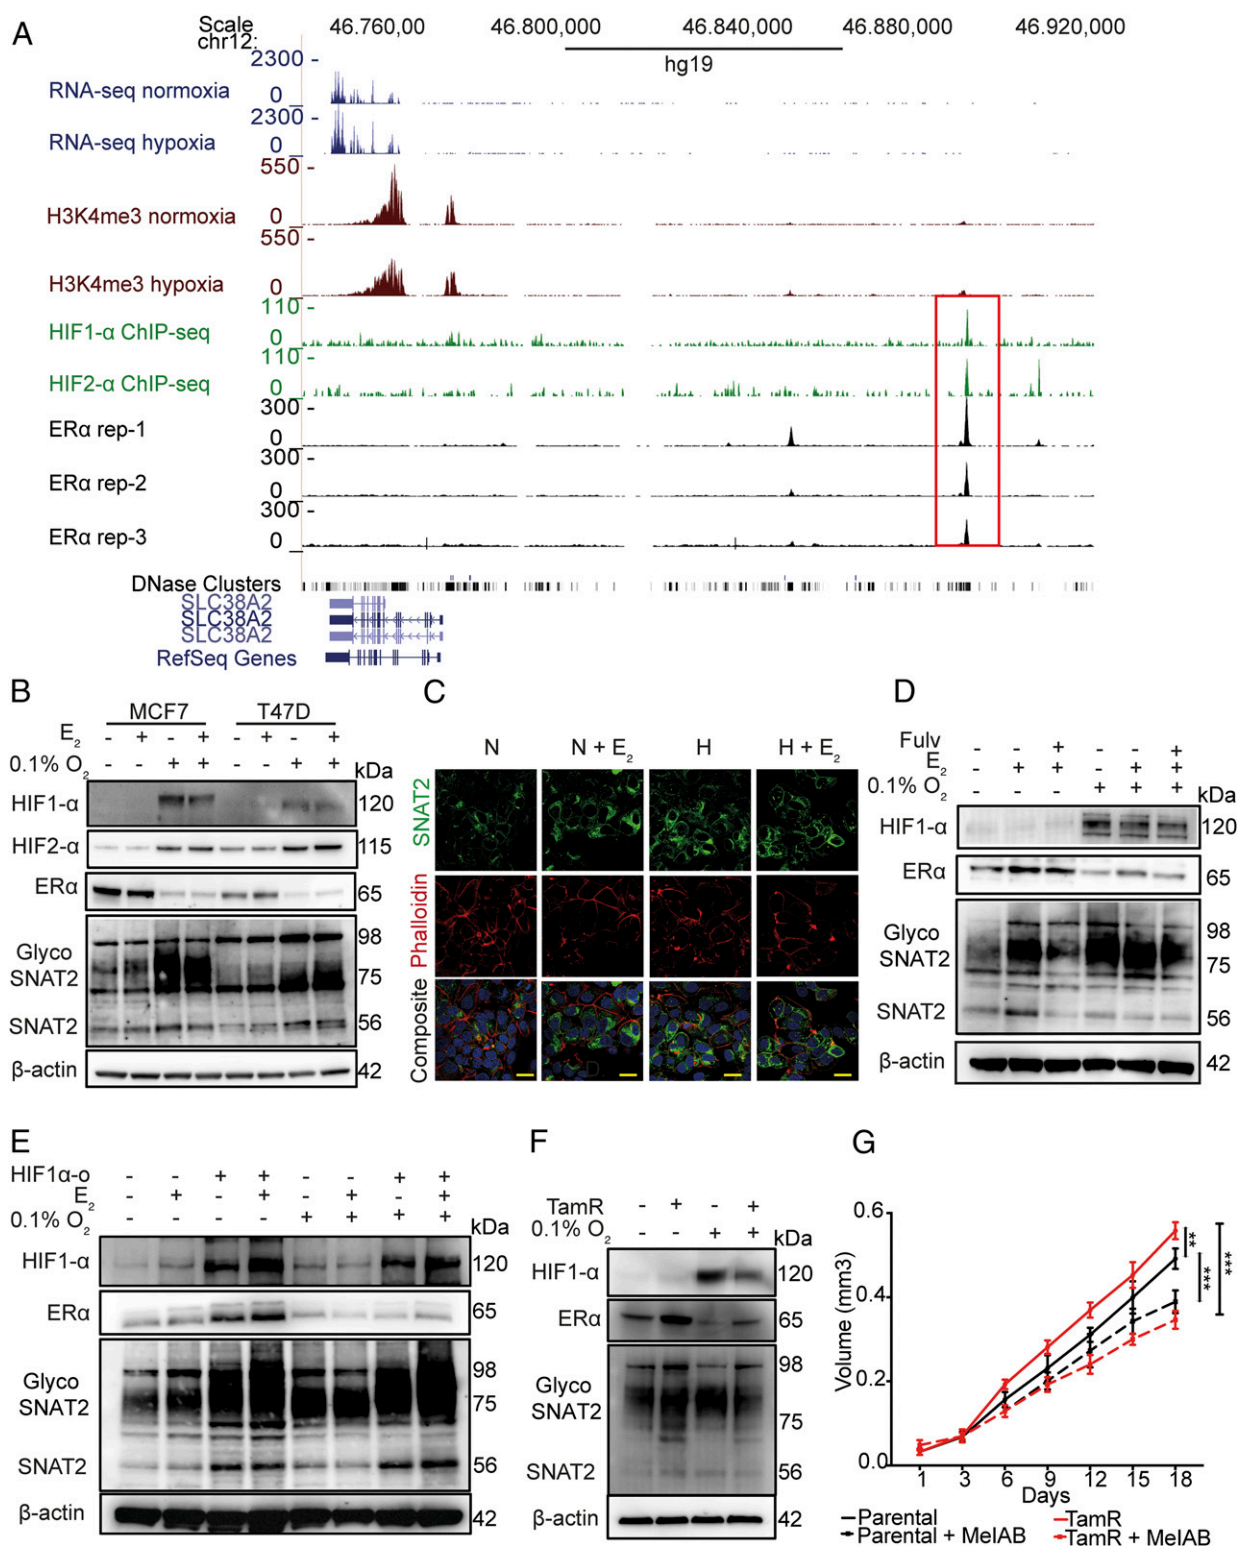 A
Scale
chr12:
46.760,00 46.800,000 46.840,000 46.880,000 46.920,000
hg19
2300 -
RNA-seq normoxia
0
2300 -
RNA-seq hypoxia
0
550 -
H3K4me3 normoxia
0
550 -
H3K4me3 hypoxia
0
110 -
HIF1-α ChIP-seq
0
110 -
HIF2-α ChIP-seq
0
300 -
ERα rep-1
0
300 -
ERα rep-2
0
300 -
ERα rep-3
0
DNase Clusters
SLC38A2
SLC38A2
SLC38A2
RefSeq Genes
B
MCF7 T47D
E2 - + - + - + - +
0.1% O2 - - + + - - + +
kDa
HIF1-α 120
HIF2-α 115
ERα 65
98
Glyco
SNAT2 75
SNAT2 56
β-actin 42
C
N N + E2 H H + E2
SNAT2
Phalloidin
Composite
D
Fulv - - + - - +
E2 - + + - + +
0.1% O2 - - - + + +
kDa
HIF1-α 120
ERα 65
Glyco 98
SNAT2 75
SNAT2 56
β-actin 42
E
HIF1α-o - - + + - - + +
E2 - + - + - + - +
0.1% O2 - - - - + + + +
kDa
HIF1-α 120
ERα 65
Glyco 98
SNAT2 75
SNAT2 56
β-actin 42
F
TamR - + - +
0.1% O2 - - + +
kDa
HIF1-α 120
ERα 65
98
Glyco
SNAT2 75
SNAT2 56
β-actin 42
G
Volume (mm3)
0.6
0.4
0.2
0.0
** *** ***
1 3 6 9 12 15 18
Days
Parental TamR
Parental + MelAB TamR + MelAB